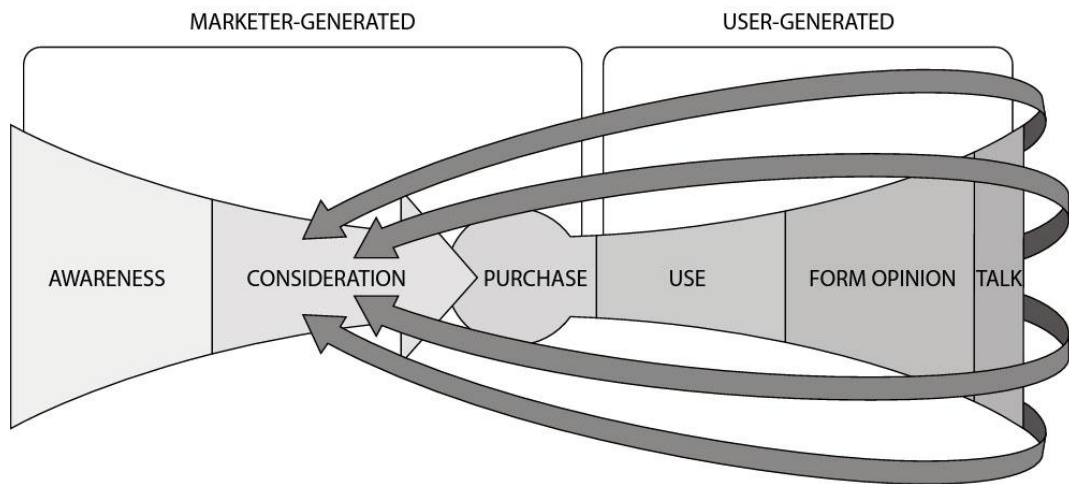 MARKETER-GENERATED
USER-GENERATED
AWARENESS
CONSIDERATION
PURCHASE
USE
FORM OPINION
TALK